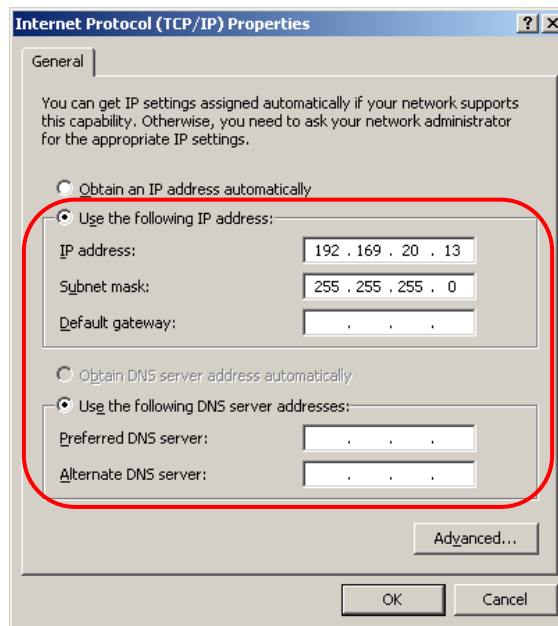 Internet Protocol (TCP/IP) Properties
General
You can get IP settings assigned automatically if your network supports
this capability. Otherwise, you need to ask your network administrator
for the appropriate IP settings.
Obtain an IP address automatically
Use the following IP address:
IP address: 192 . 169 . 20 . 13
Subnet mask: 255 . 255 . 255 . 0
Default gateway: . . .
Obtain DNS server address automatically
Use the following DNS server addresses:
Preferred DNS server: . . .
Alternate DNS server: . . .
Advanced...
OK Cancel